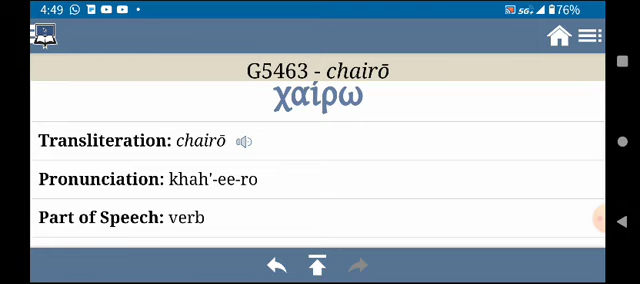 4:49 5G 76%
G5463 - chairō
χαίρω
Transliteration: chairō
Pronunciation: khah'-ee-ro
Part of Speech: verb